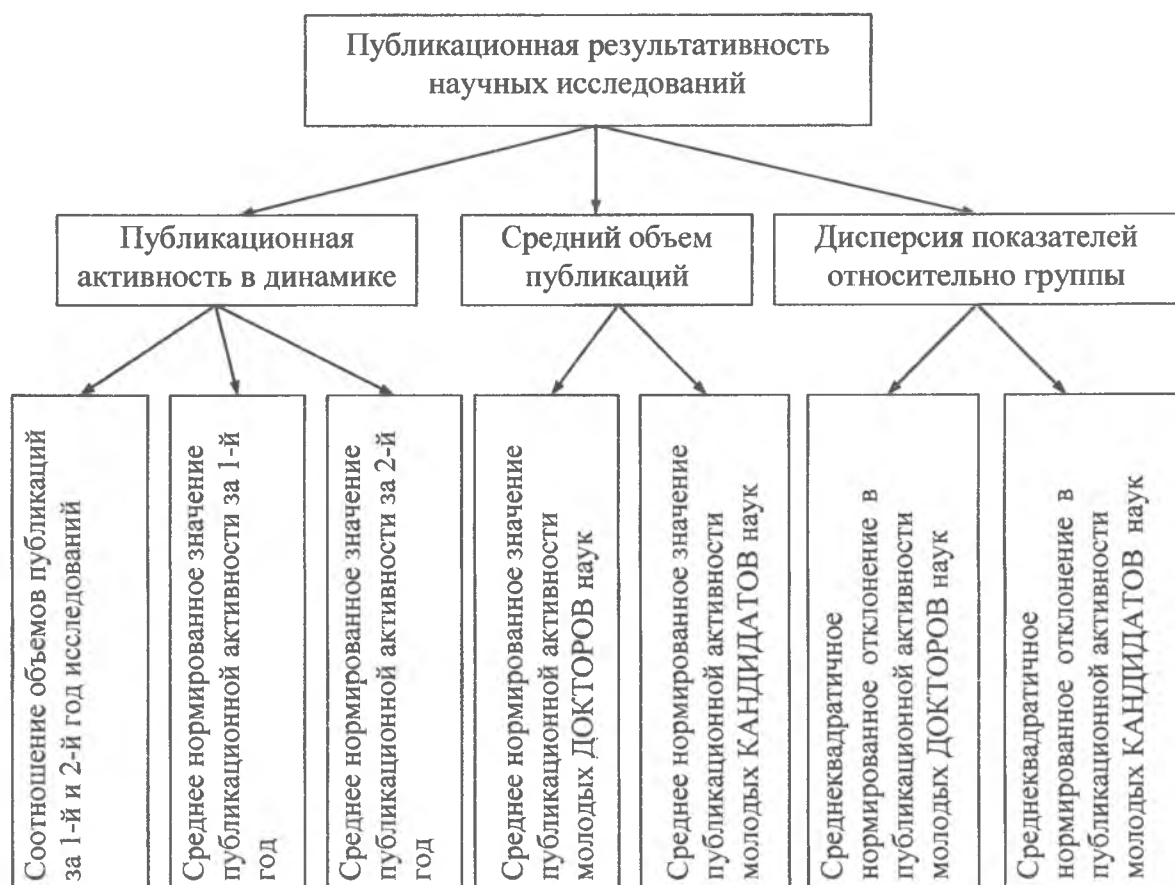 Публикационная результативность
научных исследований
Публикационная
активность в динамике
Средний объем
публикаций
Дисперсия показателей
относительно группы
Соотношение объемов публикаций
за 1-й и 2-й год исследований
Среднее нормированное значение
публикационной активности за 1-й
год
Среднее нормированное значение
публикационной активности за 2-й
год
Среднее нормированное значение
публикационной активности
молодых ДОКТОРОВ наук
Среднее нормированное значение
публикационной активности
молодых КАНДИДАТОВ наук
Среднеквадратичное
нормированное отклонение в
публикационной активности
молодых ДОКТОРОВ наук
Среднеквадратичное
нормированное отклонение в
публикационной активности
молодых КАНДИДАТОВ наук